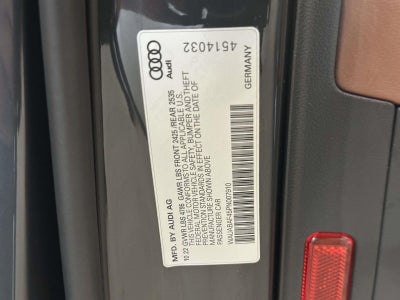 4514032
Audi
GERMANY
MFD. BY AUDI AG
10.22 GVWR LBS 4816 GAWR LBS FRONT 2425 /REAR 2535
THIS VEHICLE CONFORMS TO ALL APPLICABLE U.S.
FEDERAL MOTOR VEHICLE SAFETY, BUMPER AND THEFT
PREVENTION STANDARDS IN EFFECT ON THE DATE OF
MANUFACTURE SHOWN ABOVE
PASSENGER CAR
WAUABAF45PN007910